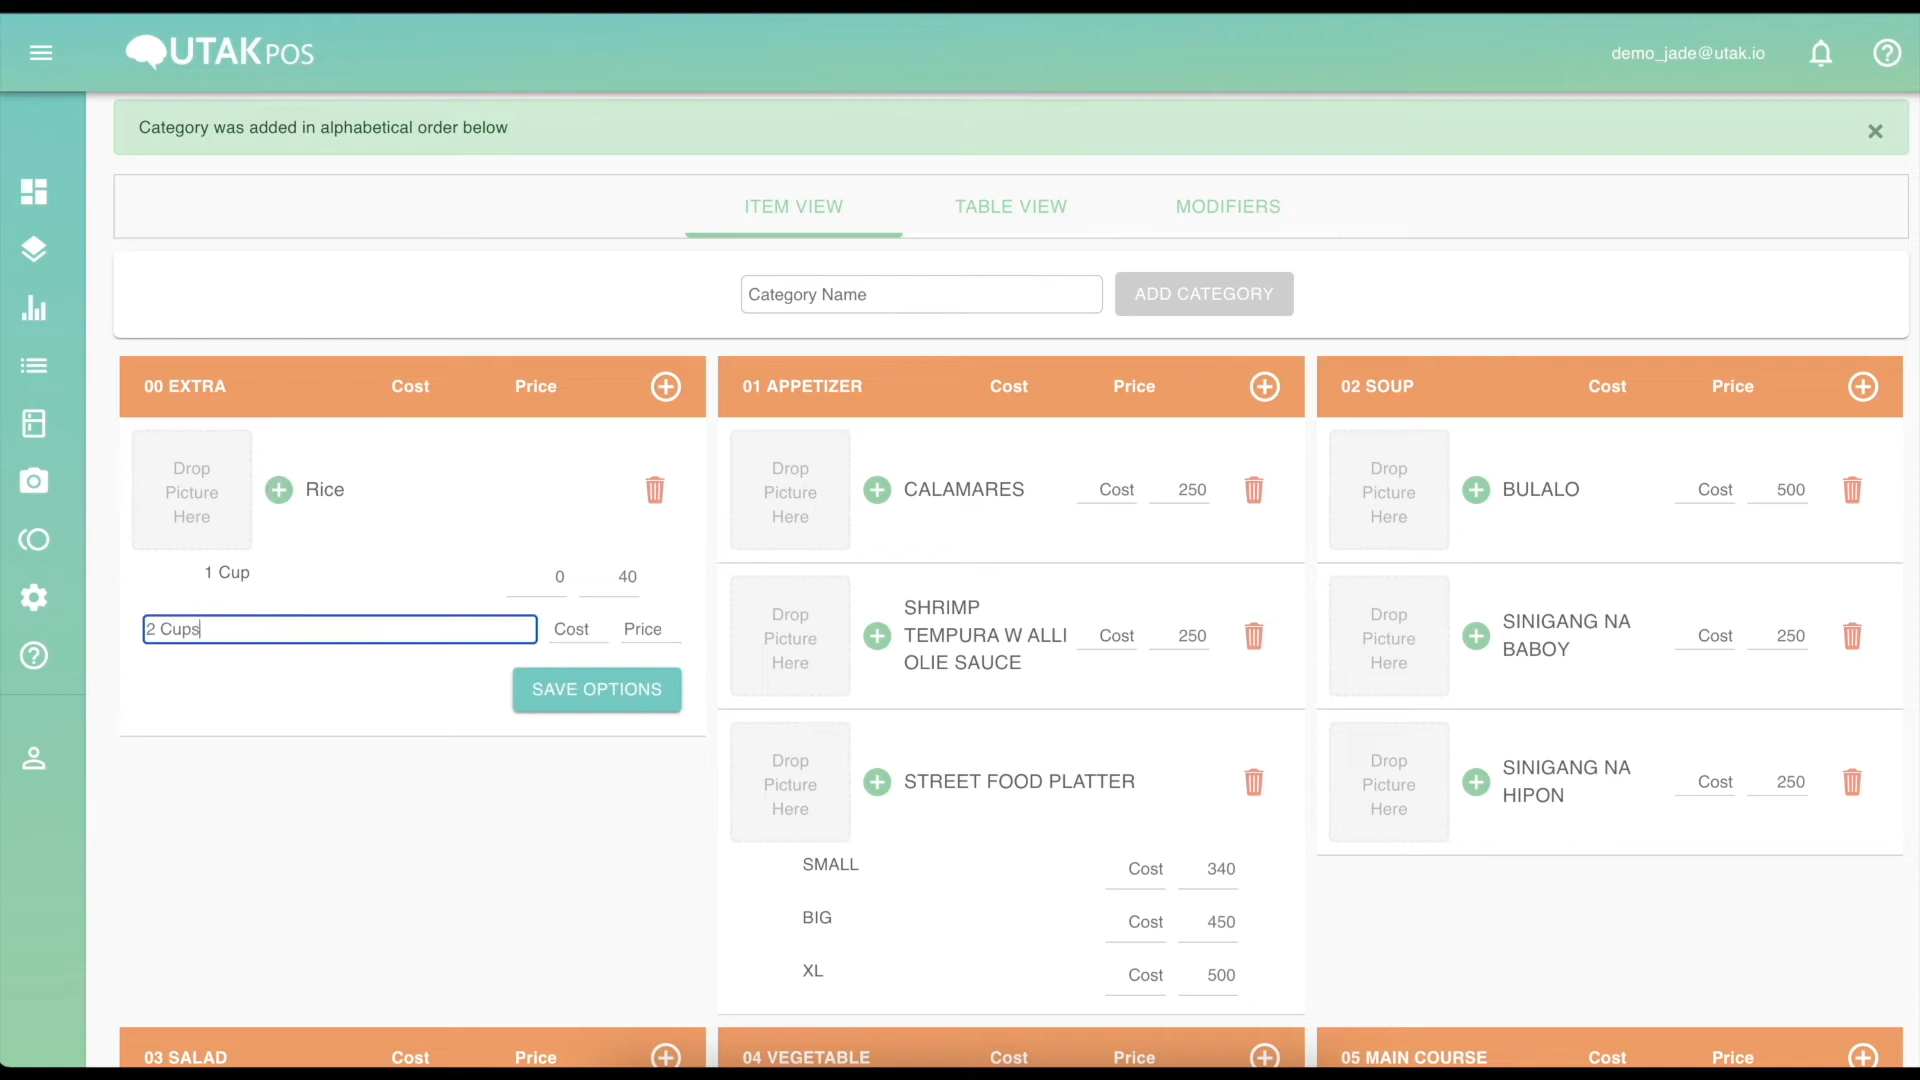 UTAK POS
demo_jade@utak.io
Category was added in alphabetical order below
ITEM VIEW
TABLE VIEW
MODIFIERS
Category Name
ADD CATEGORY
00 EXTRA Cost Price
Drop
Picture
Here
Rice
1 Cup 0 40
2 Cups Cost Price
SAVE OPTIONS
01 APPETIZER Cost Price
Drop
Picture
Here
CALAMARES Cost 250
Drop
Picture
Here
SHRIMP
TEMPURA W ALLI
OLIE SAUCE
Cost 250
Drop
Picture
Here
STREET FOOD PLATTER
SMALL Cost 340
BIG Cost 450
XL Cost 500
02 SOUP Cost Price
Drop
Picture
Here
BULALO Cost 500
Drop
Picture
Here
SINIGANG NA
BABOY
Cost 250
Drop
Picture
Here
SINIGANG NA
HIPON
Cost 250
03 SALAD Cost Price
04 VEGETABLE Cost Price
05 MAIN COURSE Cost Price